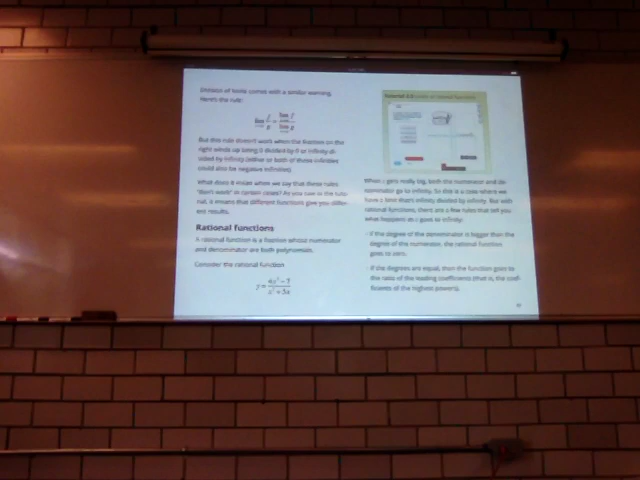 Division of limits comes with a similar warning.
Here's the rule:
lim f/g = lim f / lim g
But this rule doesn't work when the fraction on the
right winds up being 0 divided by 0 or infinity di-
vided by infinity (either or both of those infinities
could also be negative infinities).
What does it mean when we say that these rules
"don't work" in certain cases? As you saw in the tuto-
rial, it means that different functions give you differ-
ent results.
Rational functions
A rational function is a fraction whose numerator
and denominator are both polynomials.
Consider the rational function
When x gets really big, both the numerator and de-
nominator go to infinity. So this is a case where we
have a limit that's infinity divided by infinity. But with
rational functions, there are a few rules that tell you
what happens as x goes to infinity:
- if the degree of the denominator is bigger than the
degree of the numerator, the rational function
goes to zero.
- if the degrees are equal, then the function goes to
the ratio of the leading coefficients (that is, the coef-
ficients of the highest powers).